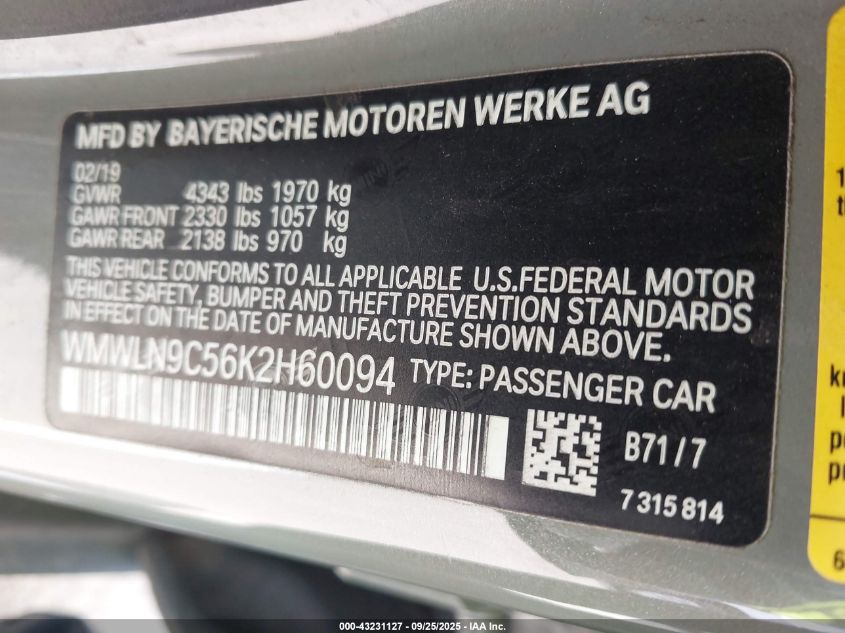 MFD BY BAYERISCHE MOTOREN WERKE AG
02/19
GVWR 4343 lbs 1970 kg
GAWR FRONT 2330 lbs 1057 kg
GAWR REAR 2138 lbs 970 kg
THIS VEHICLE CONFORMS TO ALL APPLICABLE U.S.FEDERAL MOTOR
VEHICLE SAFETY, BUMPER AND THEFT PREVENTION STANDARDS
IN EFFECT ON THE DATE OF MANUFACTURE SHOWN ABOVE.
WMWLN9C56K2H60094 TYPE: PASSENGER CAR
B71/7
7315814
000-43231127 - 09/25/2025 - IAA Inc.